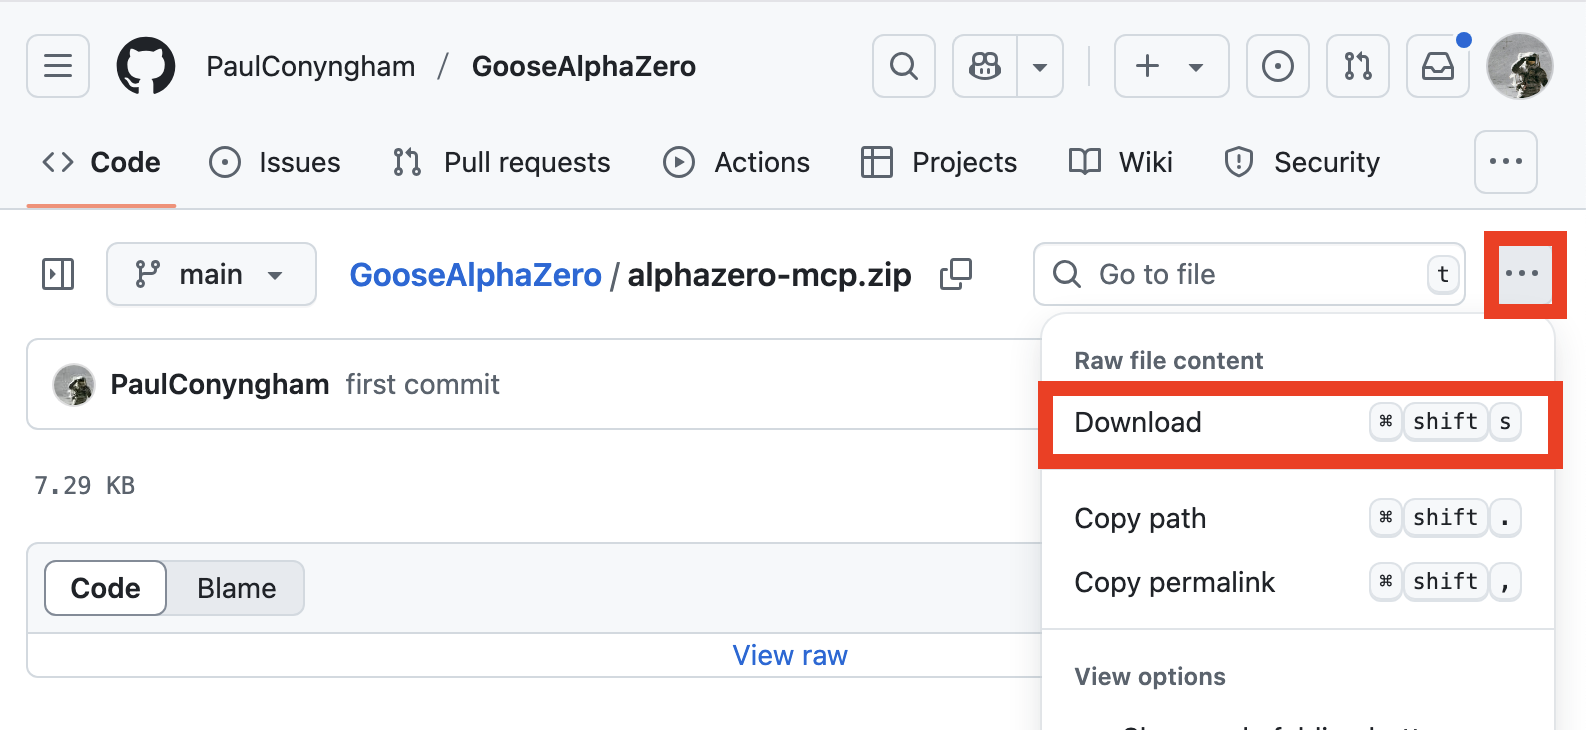 PaulConyngham / GooseAlphaZero
Code Issues Pull requests Actions Projects Wiki Security
main GooseAlphaZero / alphazero-mcp.zip Go to file t
PaulConyngham first commit
7.29 KB
Code Blame
View raw
Raw file content
Download ⌘ shift s
Copy path ⌘ shift .
Copy permalink ⌘ shift ,
View options